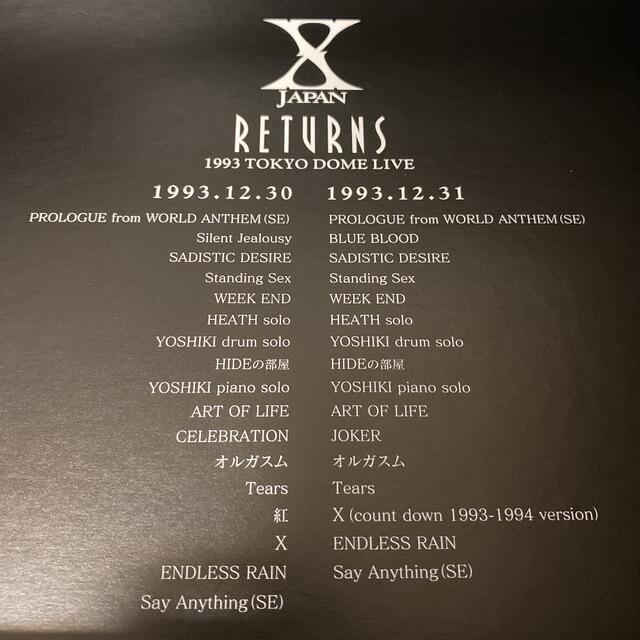 X
JAPAN
RETURNS
1993 TOKYO DOME LIVE
1993.12.30
PROLOGUE from WORLD ANTHEM(SE)
Silent Jealousy
SADISTIC DESIRE
Standing Sex
WEEK END
HEATH solo
YOSHIKI drum solo
HIDEの部屋
YOSHIKI piano solo
ART OF LIFE
CELEBRATION
オルガスム
Tears
紅
X
ENDLESS RAIN
Say Anything(SE)
1993.12.31
PROLOGUE from WORLD ANTHEM(SE)
BLUE BLOOD
SADISTIC DESIRE
Standing Sex
WEEK END
HEATH solo
YOSHIKI drum solo
HIDEの部屋
YOSHIKI piano solo
ART OF LIFE
JOKER
オルガスム
Tears
X (count down 1993-1994 version)
ENDLESS RAIN
Say Anything(SE)